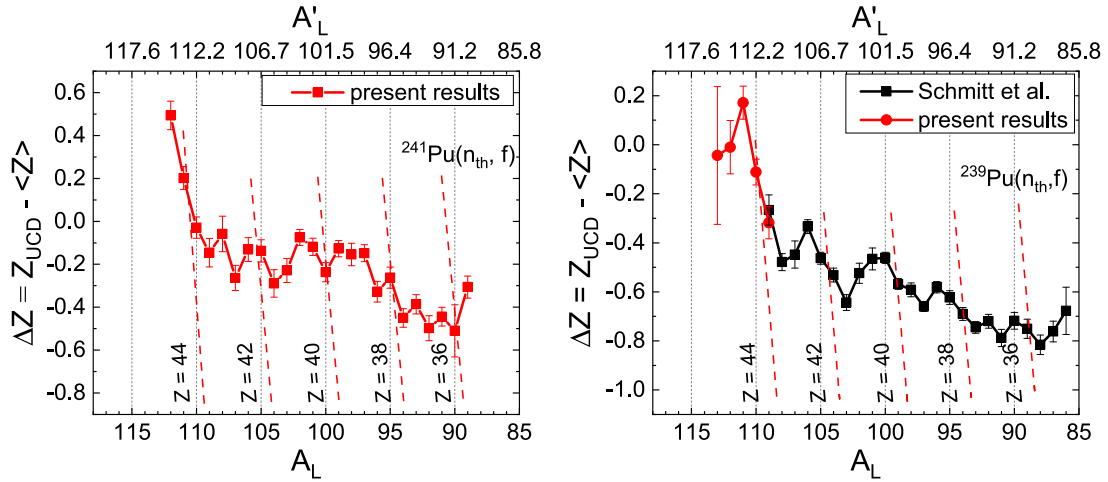 A'L
117.6 112.2 106.7 101.5 96.4 91.2 85.8
present results
241Pu(nth, f)
ΔZ = ZUCD - <Z>
0.6
0.4
0.2
0.0
-0.2
-0.4
-0.6
-0.8
Z = 44
Z = 42
Z = 40
Z = 38
Z = 36
115 110 105 100 95 90 85
AL
A'L
117.6 112.2 106.7 101.5 96.4 91.2 85.8
Schmitt et al.
present results
239Pu(nth,f)
ΔZ = ZUCD - <Z>
0.2
0.0
-0.2
-0.4
-0.6
-0.8
-1.0
Z = 44
Z = 42
Z = 40
Z = 38
Z = 36
115 110 105 100 95 90 85
AL